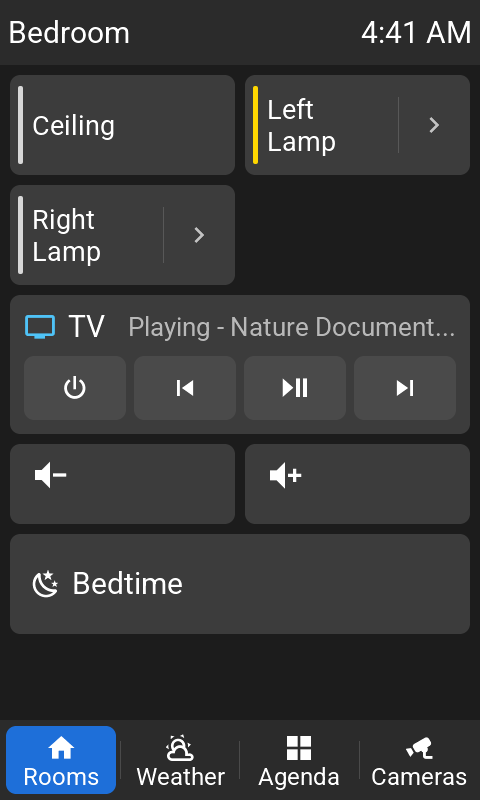 Bedroom 4:41 AM
Ceiling
Left
Lamp
Right
Lamp
TV Playing - Nature Document...
Bedtime
Rooms Weather Agenda Cameras